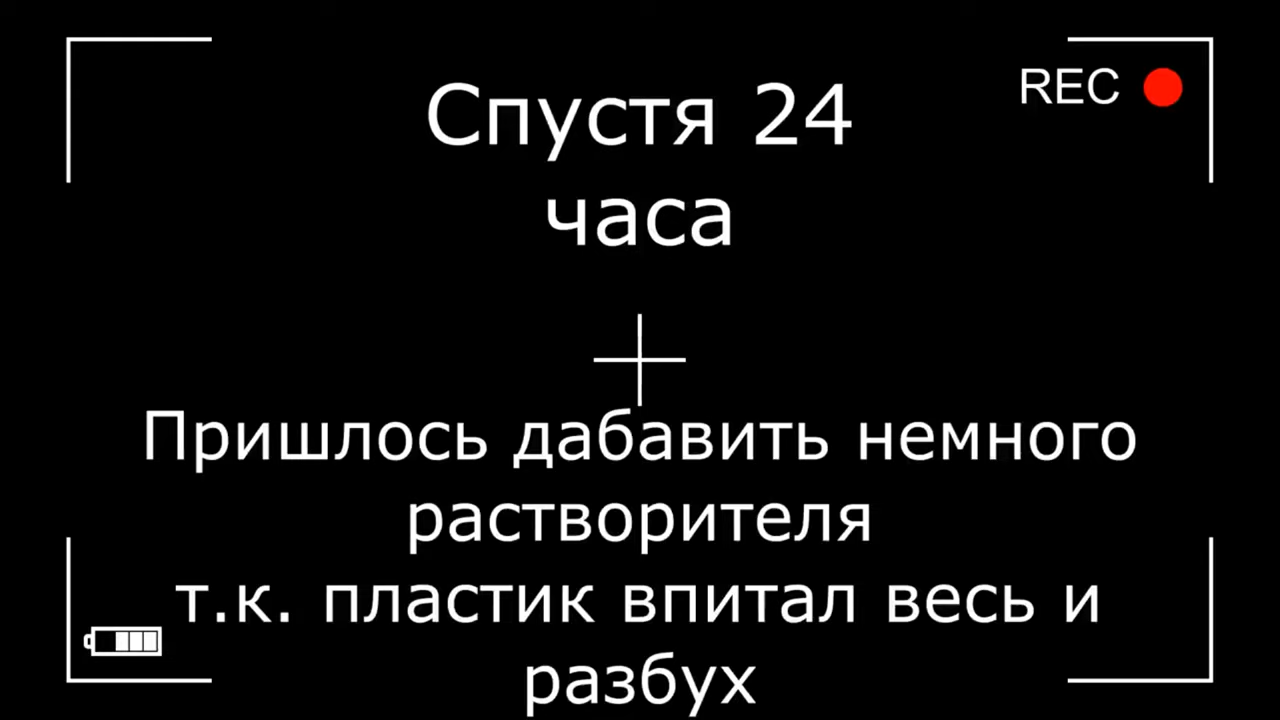 REC
Спустя 24
часа
Пришлось дабавить немного
растворителя
т.к. пластик впитал весь и
разбух